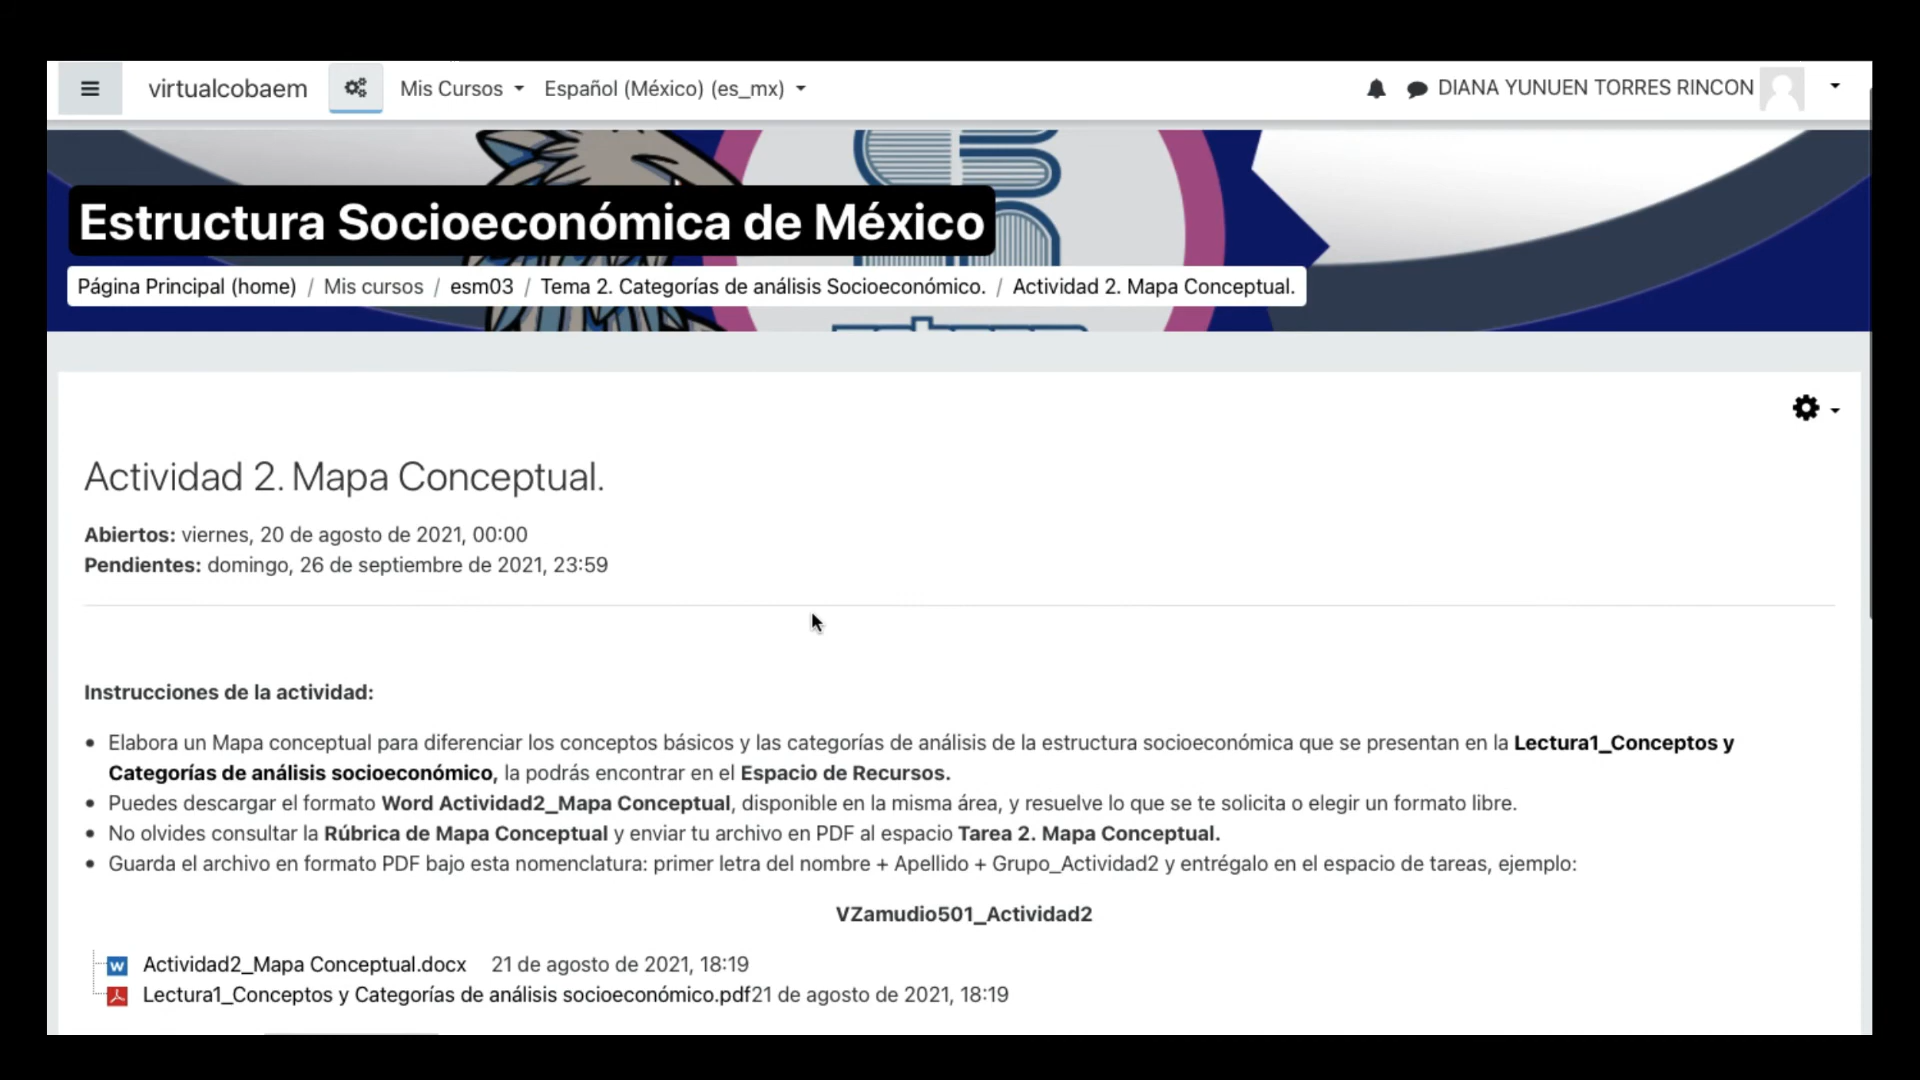 virtualcobaem Mis Cursos Español (México) (es_mx) DIANA YUNUEN TORRES RINCON
Estructura Socioeconómica de México
Página Principal (home) / Mis cursos / esm03 / Tema 2. Categorías de análisis Socioeconómico. / Actividad 2. Mapa Conceptual.
Actividad 2. Mapa Conceptual.
Abiertos: viernes, 20 de agosto de 2021, 00:00
Pendientes: domingo, 26 de septiembre de 2021, 23:59
Instrucciones de la actividad:
• Elabora un Mapa conceptual para diferenciar los conceptos básicos y las categorías de análisis de la estructura socioeconómica que se presentan en la Lectura1_Conceptos y
Categorías de análisis socioeconómico, la podrás encontrar en el Espacio de Recursos.
• Puedes descargar el formato Word Actividad2_Mapa Conceptual, disponible en la misma área, y resuelve lo que se te solicita o elegir un formato libre.
• No olvides consultar la Rúbrica de Mapa Conceptual y enviar tu archivo en PDF al espacio Tarea 2. Mapa Conceptual.
• Guarda el archivo en formato PDF bajo esta nomenclatura: primer letra del nombre + Apellido + Grupo_Actividad2 y entrégalo en el espacio de tareas, ejemplo:
VZamudio501_Actividad2
Actividad2_Mapa Conceptual.docx 21 de agosto de 2021, 18:19
Lectura1_Conceptos y Categorías de análisis socioeconómico.pdf21 de agosto de 2021, 18:19